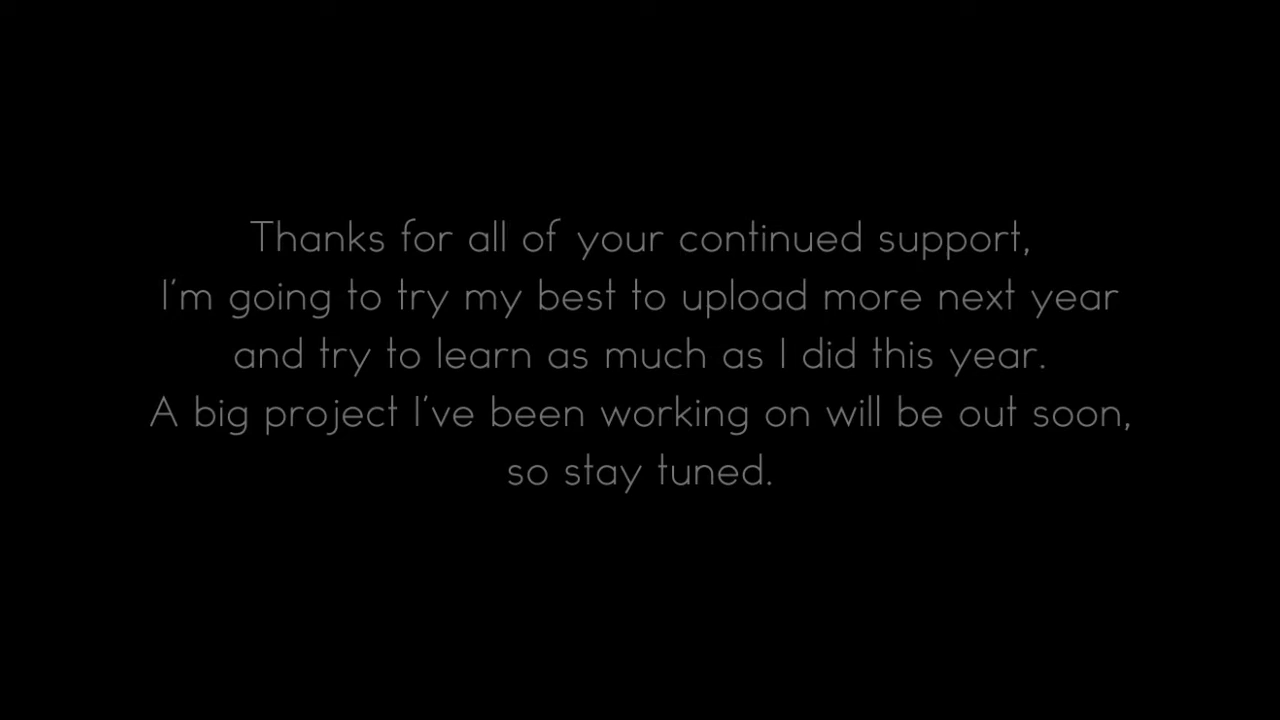 Thanks for all of your continued support,
I'm going to try my best to upload more next year
and try to learn as much as I did this year.
A big project I've been working on will be out soon,
so stay tuned.